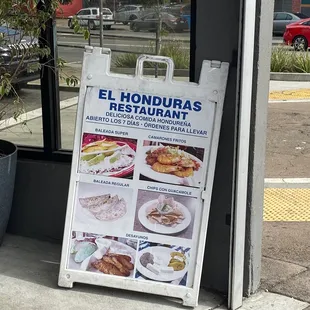 EL HONDURAS
RESTAURANT
DELICIOSA COMIDA HONDUREÑA
ABIERTO LOS 7 DÍAS - ÓRDENES PARA LLEVAR
BALEADA SUPER
CAMARONES FRITOS
BALEADA REGULAR
CHIPS CON GUACAMOLE
DESAYUNOS